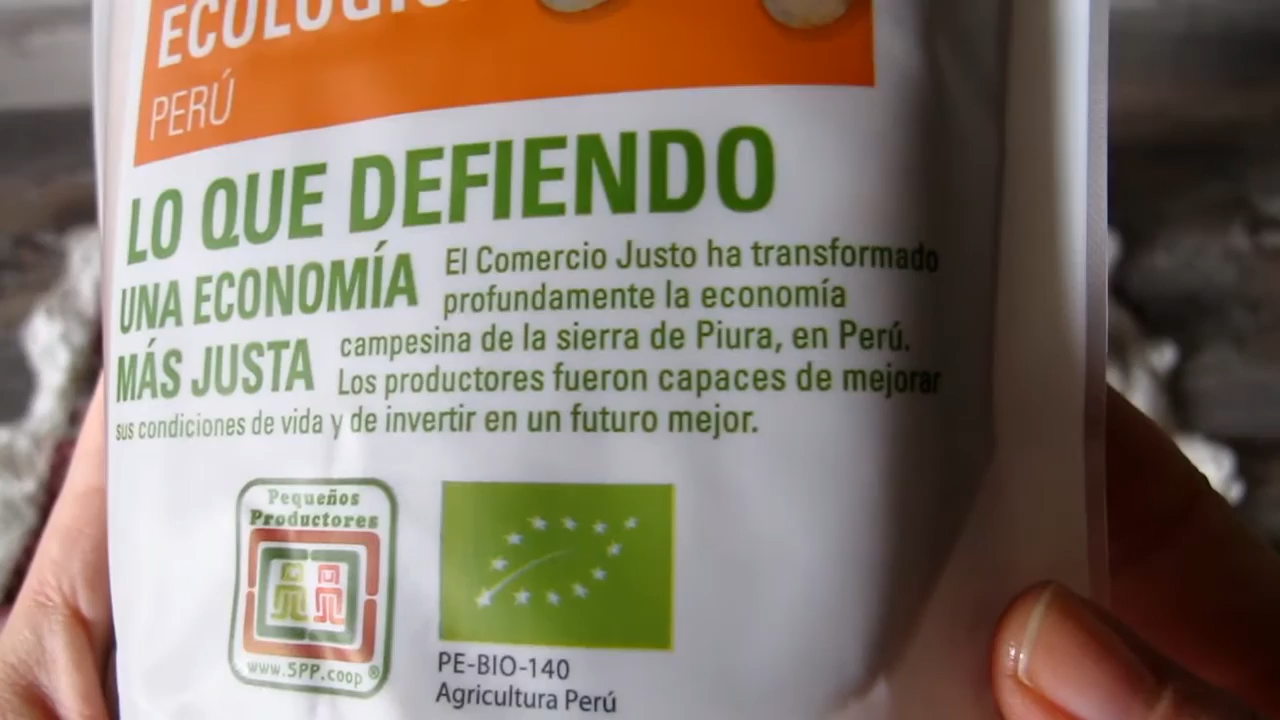 PERÚ
LO QUE DEFIENDO
UNA ECONOMÍA
MÁS JUSTA
El Comercio Justo ha transformado
profundamente la economía
campesina de la sierra de Piura, en Perú.
Los productores fueron capaces de mejorar
sus condiciones de vida y de invertir en un futuro mejor.
Pequeños
Productores
www.SPP.coop ®
PE-BIO-140
Agricultura Perú